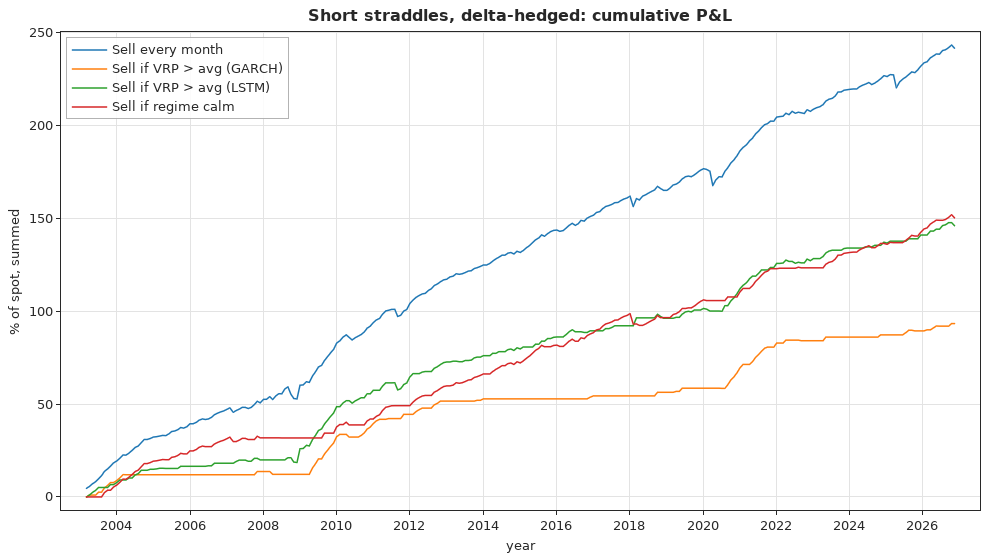 Short straddles, delta-hedged: cumulative P&L
250
200
150
100
50
0
% of spot, summed
Sell every month
Sell if VRP > avg (GARCH)
Sell if VRP > avg (LSTM)
Sell if regime calm
2004 2006 2008 2010 2012 2014 2016 2018 2020 2022 2024 2026
year